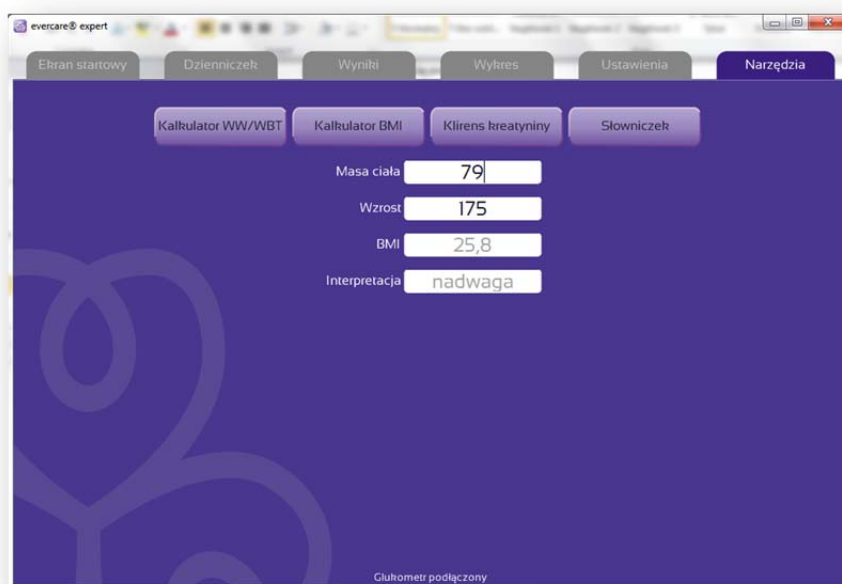 evercare® expert
Ekran startowy Dzienniczek Wyniki Wykres Ustawienia Narzędzia
Kalkulator WW/WBT Kalkulator BMI Klirens kreatyniny Słowniczek
Masa ciała 79
Wzrost 175
BMI 25,8
Interpretacja nadwaga
Glukometr podłączony